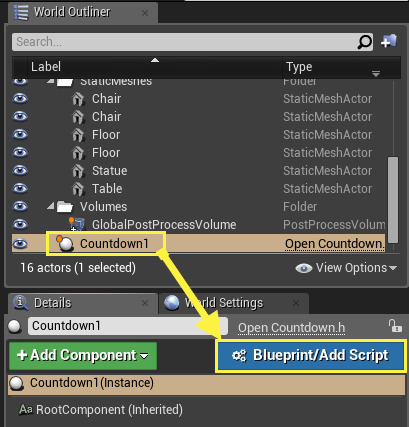 World Outliner
Search...
Label Type
StaticMeshes Folder
Chair StaticMeshActor
Chair StaticMeshActor
Floor StaticMeshActor
Floor StaticMeshActor
Statue StaticMeshActor
Table StaticMeshActor
Volumes Folder
GlobalPostProcessVolume PostProcessVolum
Countdown1 Open Countdown.
16 actors (1 selected) View Options
Details World Settings
Countdown1 Open Countdown.h
+Add Component Blueprint/Add Script
Countdown1(Instance)
RootComponent (Inherited)